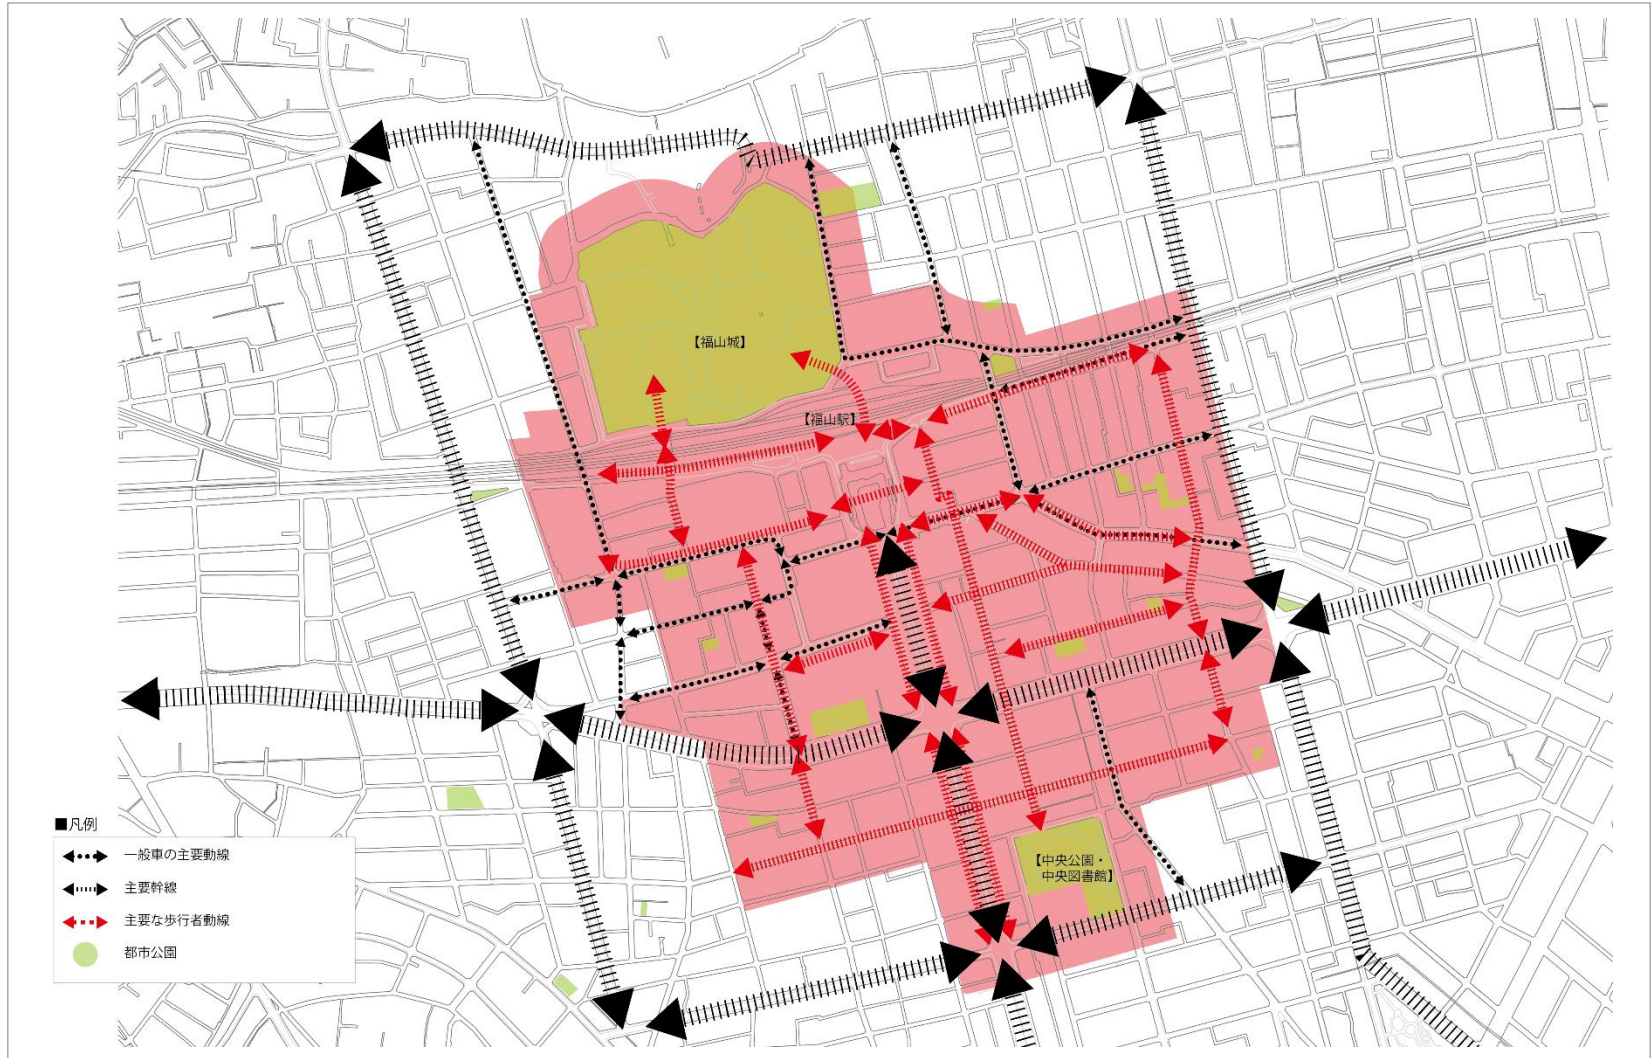 【福山城】
【福山駅】
【中央公園・
中央図書館】
■凡例
一般車の主要動線
主要幹線
主要な歩行者動線
都市公園